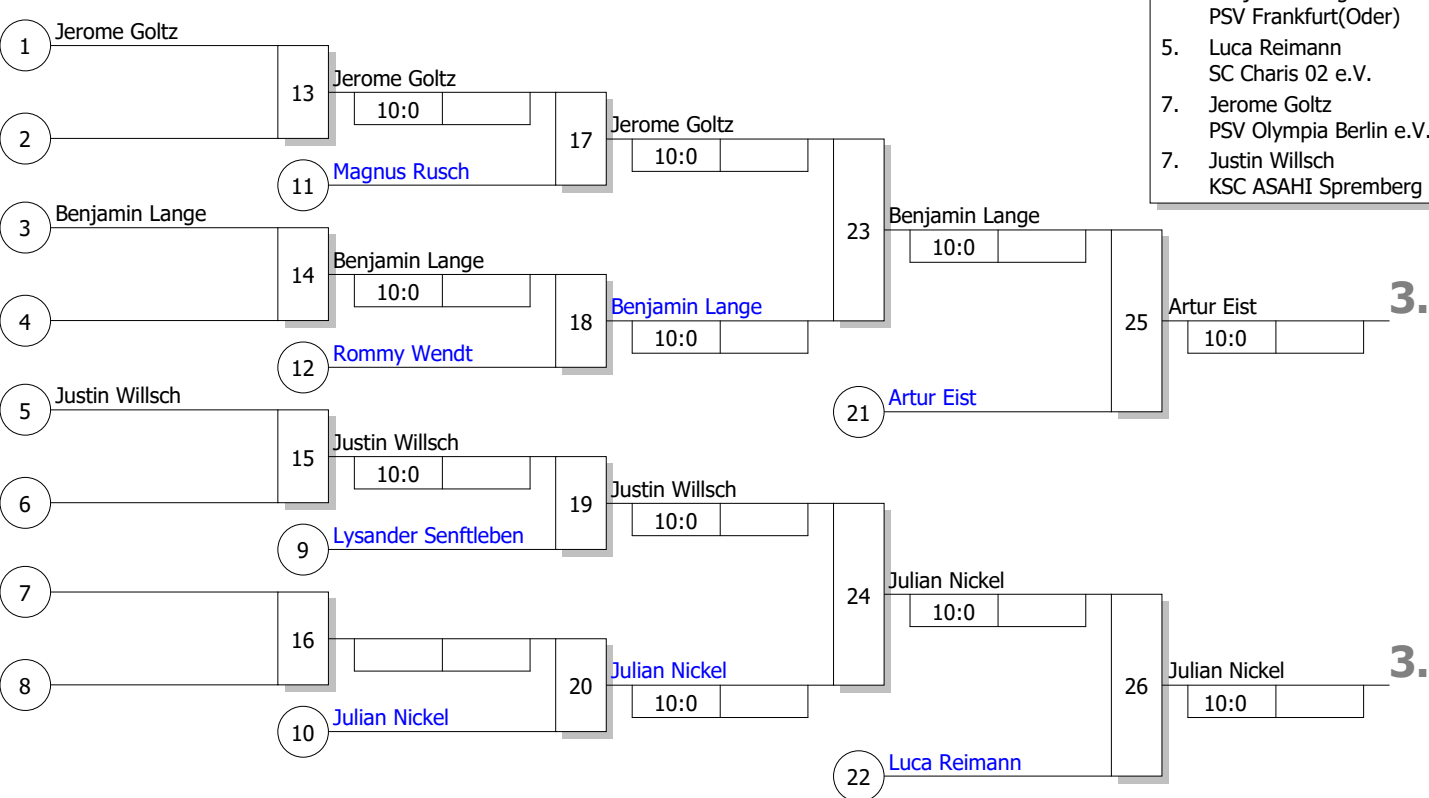 PSV Frankfurt(Oder)
5. Luca Reimann
SC Charis 02 e.V.
7. Jerome Goltz
PSV Olympia Berlin e.V.
7. Justin Willsch
KSC ASAHI Spremberg
1 Jerome Goltz
13 Jerome Goltz
10:0
2
17 Jerome Goltz
10:0
11 Magnus Rusch
3 Benjamin Lange
23 Benjamin Lange
10:0
14 Benjamin Lange
10:0
4
18 Benjamin Lange
10:0
12 Rommy Wendt
25 Artur Eist
10:0
3.
21 Artur Eist
5 Justin Willsch
15 Justin Willsch
10:0
6
19 Justin Willsch
10:0
9 Lysander Senftleben
7
24 Julian Nickel
10:0
16
8
20 Julian Nickel
10:0
10 Julian Nickel
26 Julian Nickel
10:0
3.
22 Luca Reimann